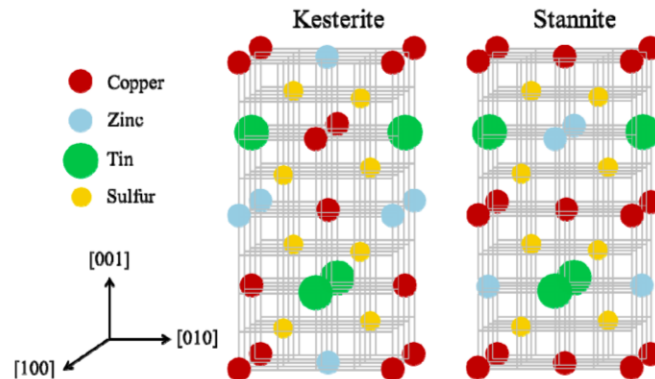 Kesterite
Stannite
Copper
Zinc
Tin
Sulfur
[001]
[010]
[100]